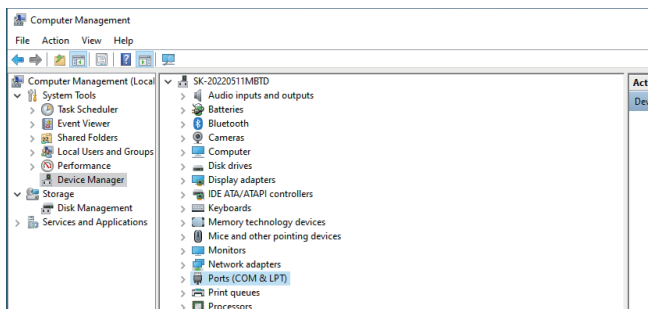 Computer Management
File Action View Help
Computer Management (Local
System Tools
Task Scheduler
Event Viewer
Shared Folders
Local Users and Groups
Performance
Device Manager
Storage
Disk Management
Services and Applications
SK-20220511MBTD
Audio inputs and outputs
Batteries
Bluetooth
Cameras
Computer
Disk drives
Display adapters
IDE ATA/ATAPI controllers
Keyboards
Memory technology devices
Mice and other pointing devices
Monitors
Network adapters
Ports (COM & LPT)
Print queues
Processors
Act
Dev